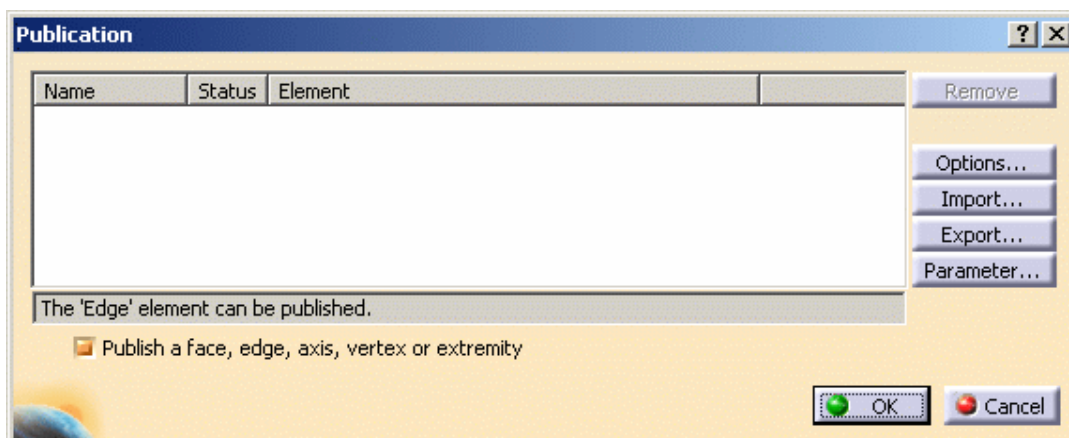 Publication
Name Status Element
Remove
Options...
Import...
Export...
Parameter...
The 'Edge' element can be published.
Publish a face, edge, axis, vertex or extremity
OK Cancel